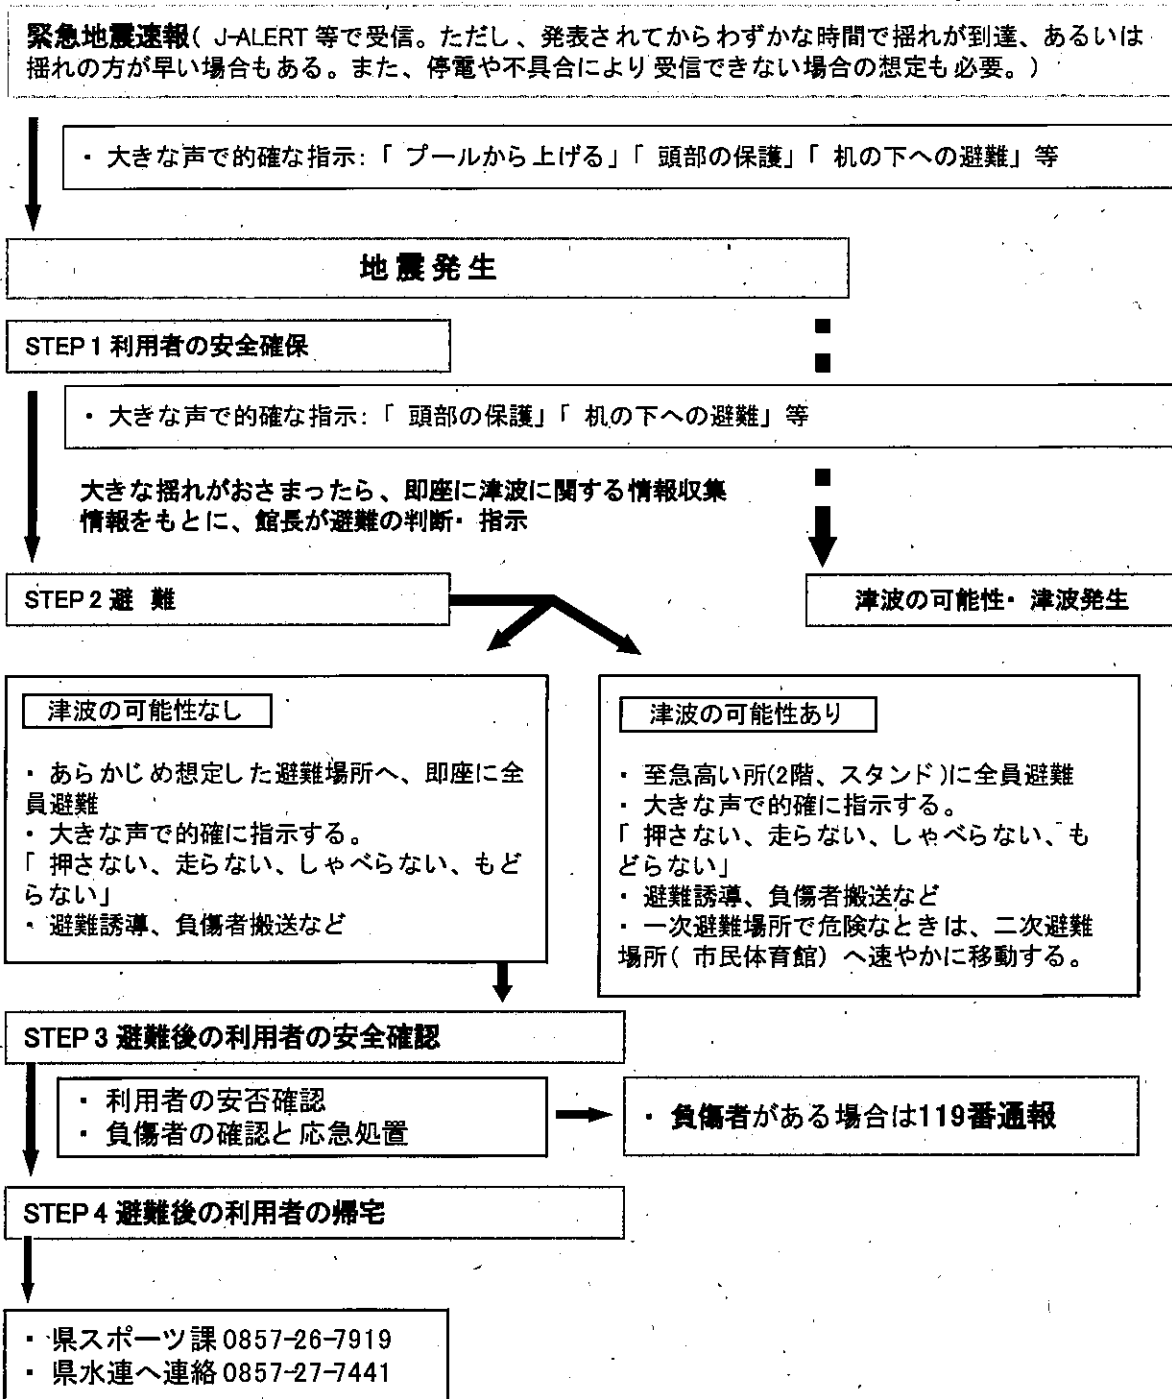 緊急地震速報( J-ALERT 等で受信。ただし、発表されてからわずかな時間で揺れが到達、あるいは
揺れの方が早い場合もある。また、停電や不具合により受信できない場合の想定も必要。)
・ 大きな声で的確な指示:「 プールから上げる」「 頭部の保護」「 机の下への避難」等
地 震 発 生
STEP 1 利用者の安全確保
・ 大きな声で的確な指示:「 頭部の保護」「 机の下への避難」等
大きな揺れがおさまったら、即座に津波に関する情報収集
情報をもとに、館長が避難の判断・ 指示
STEP 2 避 難
津波の可能性・ 津波発生
津波の可能性なし
・ あらかじめ想定した避難場所へ、即座に全
員避難
・ 大きな声で的確に指示する。
「 押さない、走らない、しゃべらない、もど
らない」
・ 避難誘導、負傷者搬送など
津波の可能性あり
・ 至急高い所(2階、スタンド)に全員避難
・ 大きな声で的確に指示する。
「 押さない、走らない、しゃべらない、も
どらない」
・ 避難誘導、負傷者搬送など
・ 一次避難場所で危険なときは、二次避難
場所( 市民体育館) へ速やかに移動する。
STEP 3 避難後の利用者の安全確認
・ 利用者の安否確認
・ 負傷者の確認と応急処置
・ 負傷者がある場合は119番通報
STEP 4 避難後の利用者の帰宅
・ 県スポーツ課 0857-26-7919
・ 県水連へ連絡 0857-27-7441